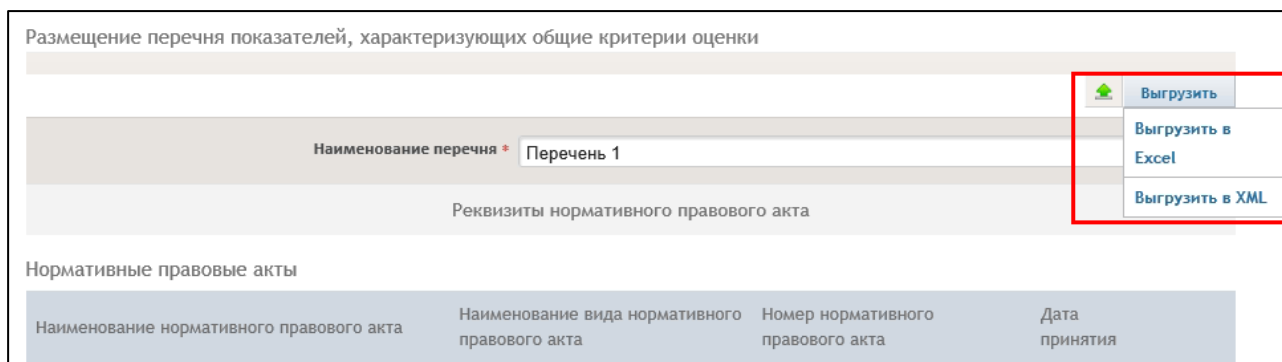 Размещение перечня показателей, характеризующих общие критерии оценки
Выгрузить
Выгрузить в
Excel
Выгрузить в XML
Наименование перечня * Перечень 1
Реквизиты нормативного правового акта
Нормативные правовые акты
Наименование нормативного правового акта
Наименование вида нормативного
правового акта
Номер нормативного
правового акта
Дата
принятия